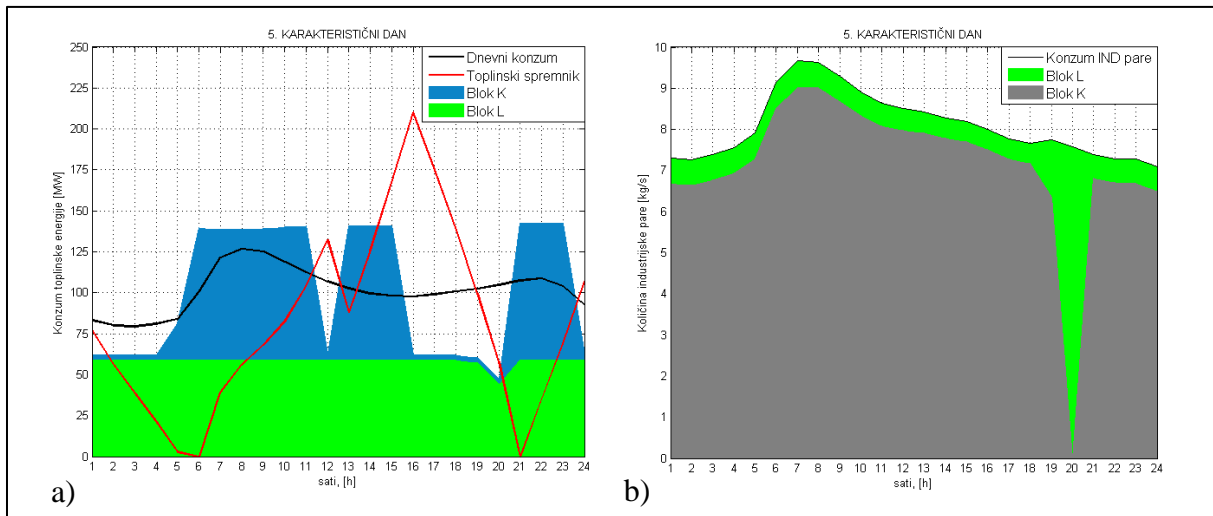 5. KARAKTERISTIČNI DAN
Konzum toplinske energije [MW]
250
225
200
175
150
125
100
75
50
25
0
Dnevni konzum
Toplinski spremnik
Blok K
Blok L
1 2 3 4 5 6 7 8 9 10 11 12 13 14 15 16 17 18 19 20 21 22 23 24
sati, [h]
a)
5. KARAKTERISTIČNI DAN
Količina industrijske pare [kg/s]
10
9
8
7
6
5
4
3
2
1
0
Konzum IND pare
Blok L
Blok K
1 2 3 4 5 6 7 8 9 10 11 12 13 14 15 16 17 18 19 20 21 22 23 24
sati, [h]
b)